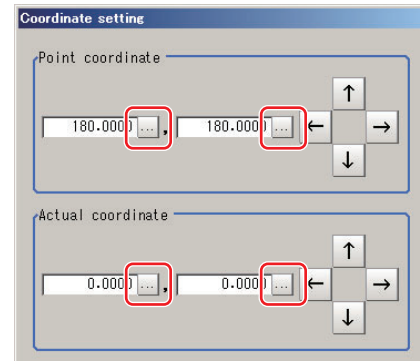 Coordinate setting
Point coordinate
180.0000 ... , 180.0000 ...
Actual coordinate
0.0000 ... , 0.0000 ...